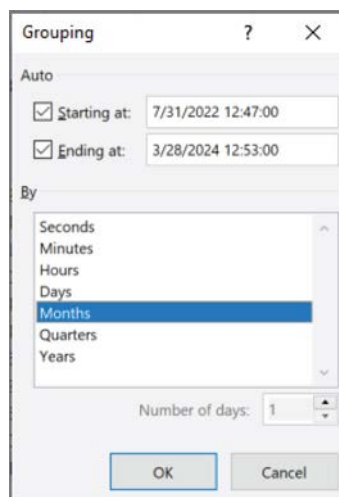 Grouping ? ×
Auto
Starting at: 7/31/2022 12:47:00
Ending at: 3/28/2024 12:53:00
By
Seconds
Minutes
Hours
Days
Months
Quarters
Years
Number of days: 1
OK Cancel